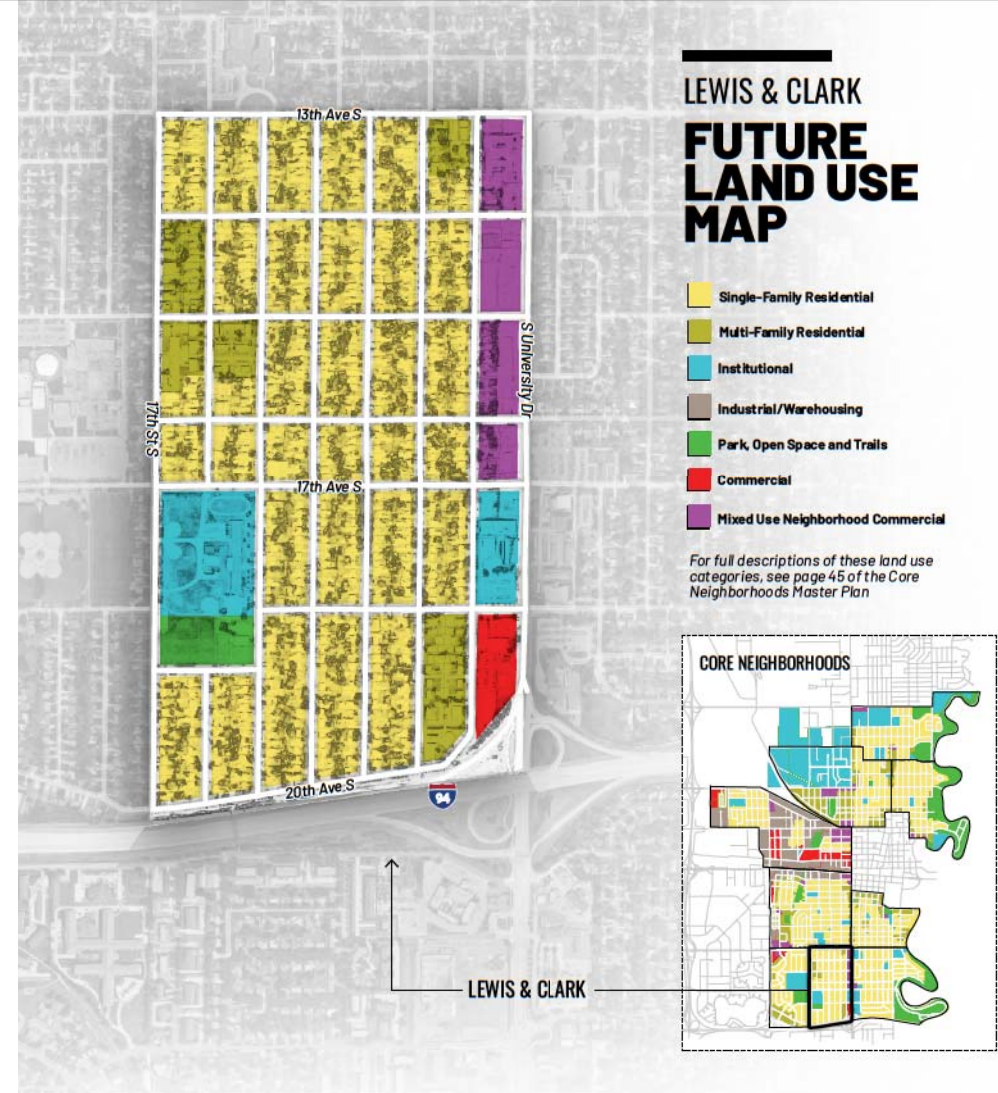 LEWIS & CLARK
FUTURE
LAND USE
MAP
13th Ave S
S University Dr
17th St S
17th Ave S
20th Ave S
94
Single-Family Residential
Multi-Family Residential
Institutional
Industrial/Warehousing
Park, Open Space and Trails
Commercial
Mixed Use Neighborhood Commercial
For full descriptions of these land use
categories, see page 45 of the Core
Neighborhoods Master Plan
CORE NEIGHBORHOODS
LEWIS & CLARK